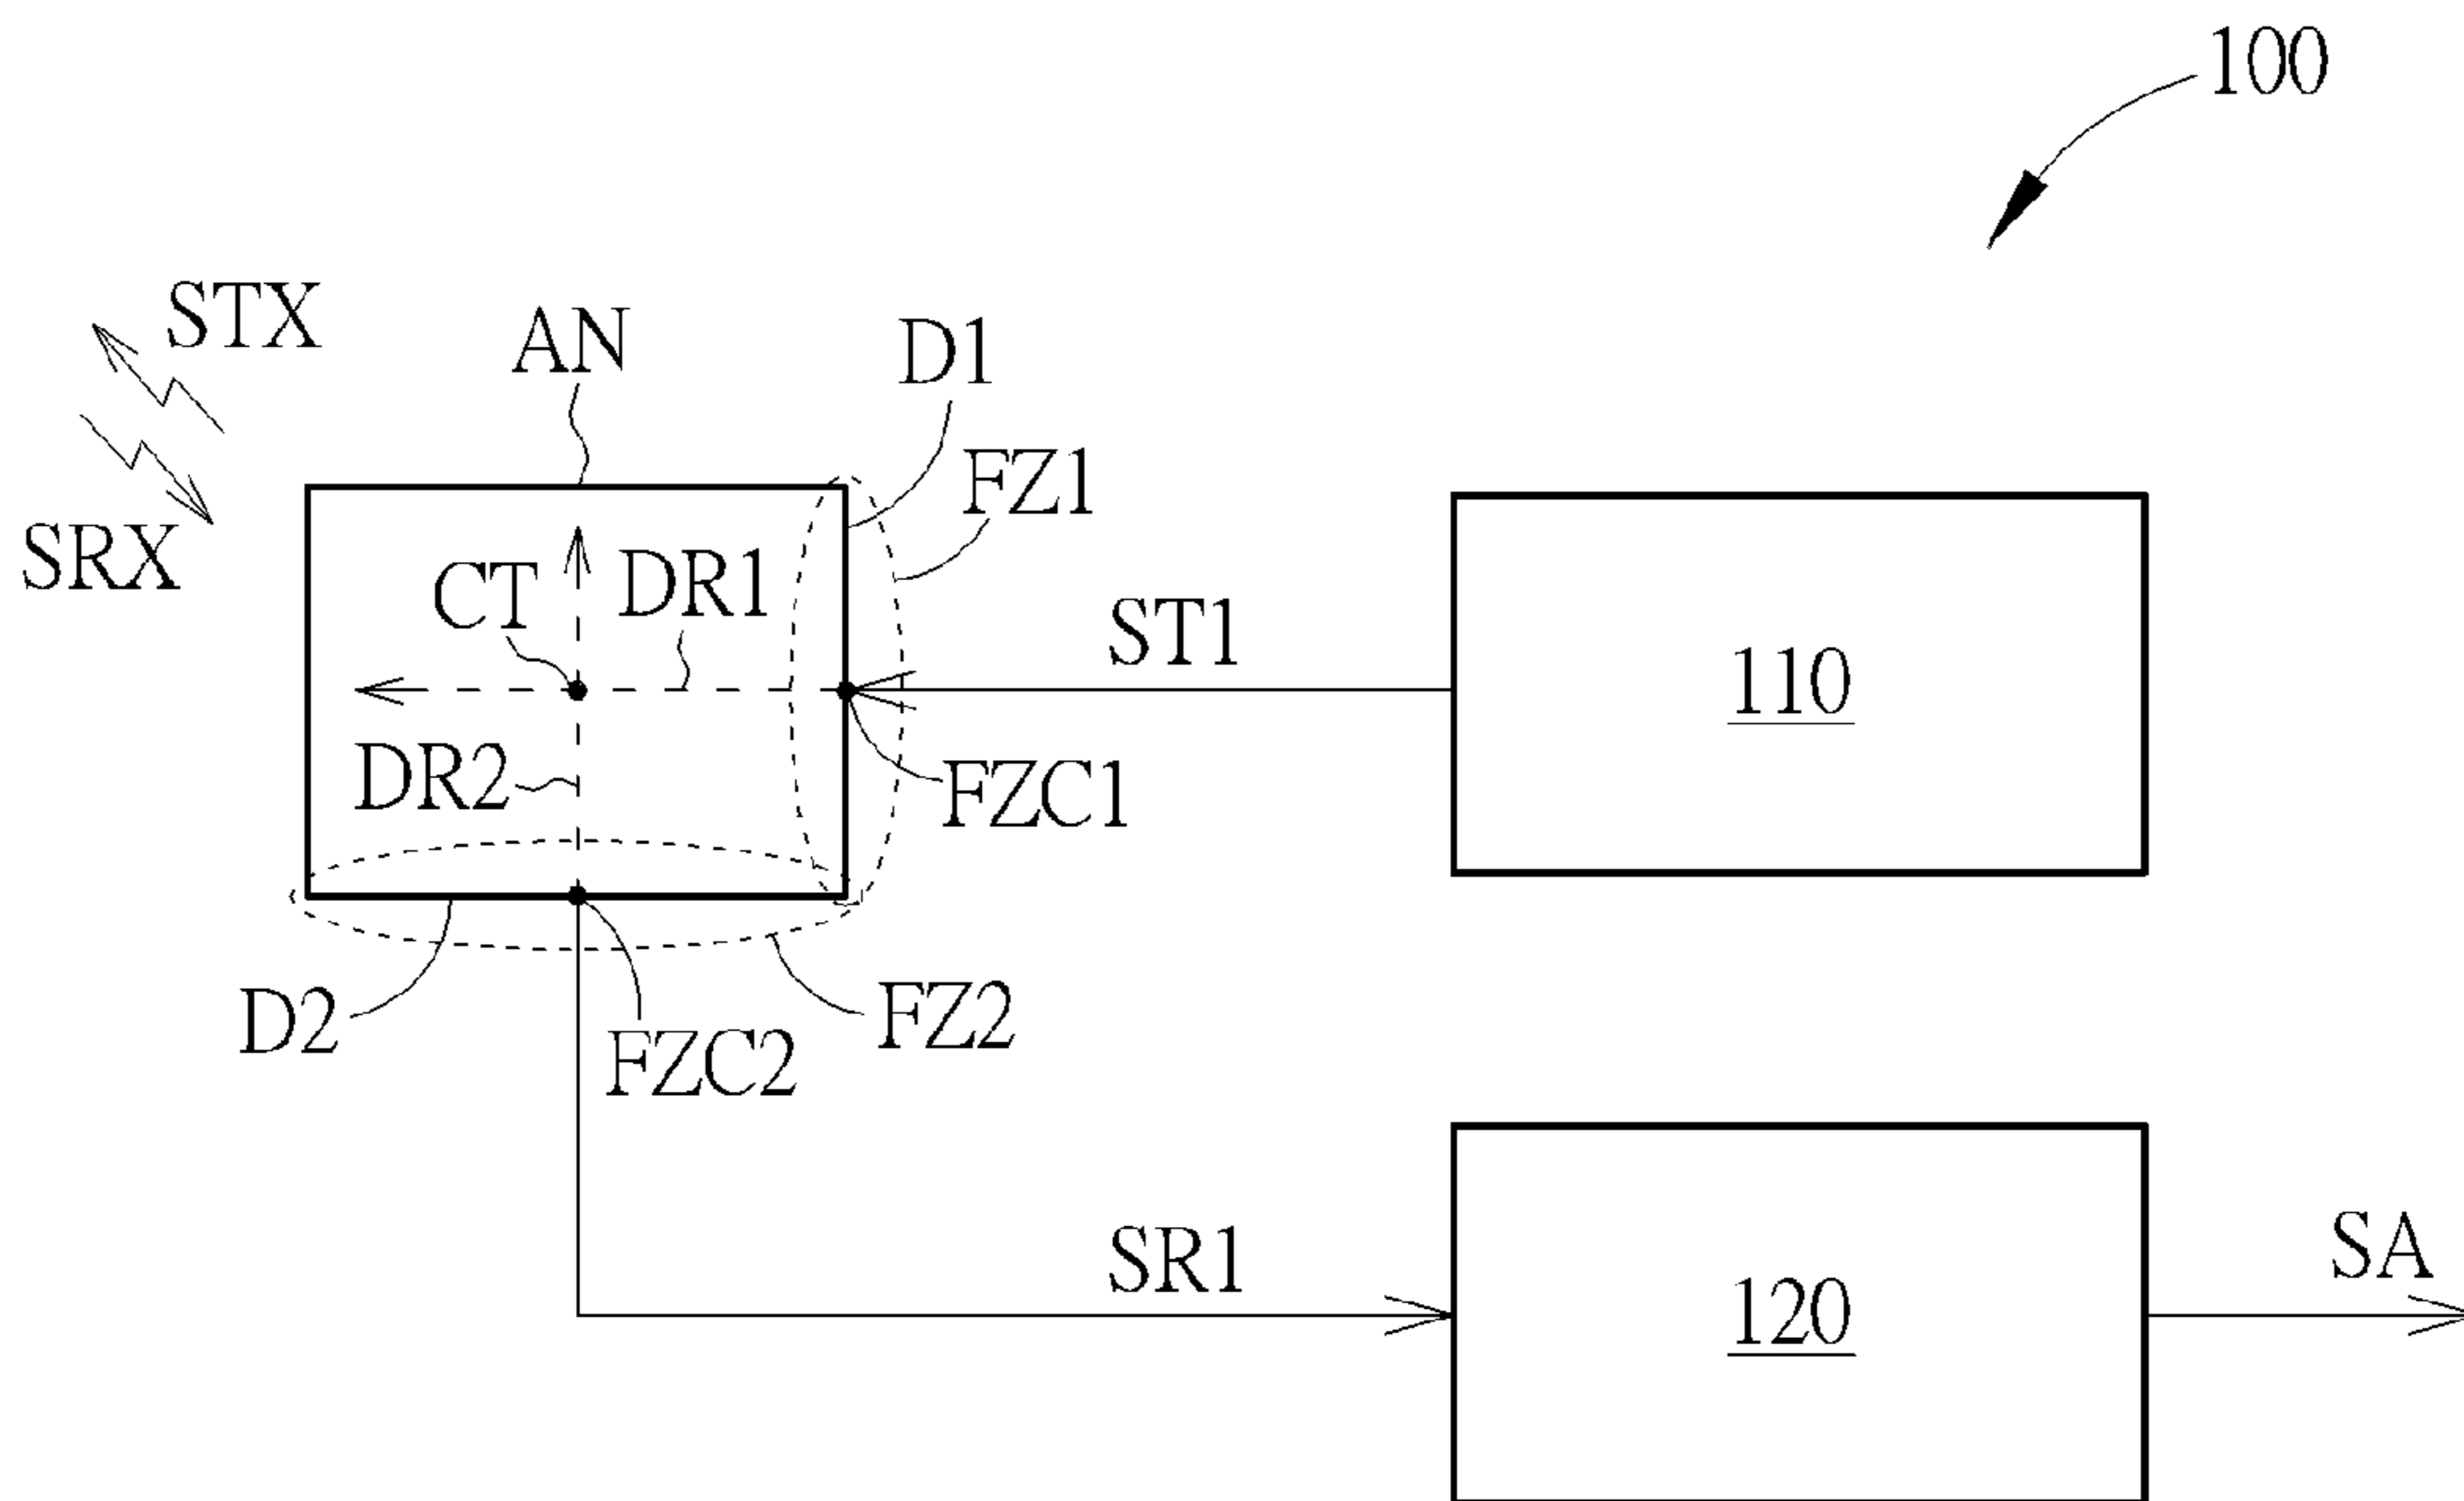 100
STX
AN
D1
FZ1
SRX
CT
DR1
ST1
110
DR2
FZC1
D2
FZ2
FZC2
SR1
SA
120